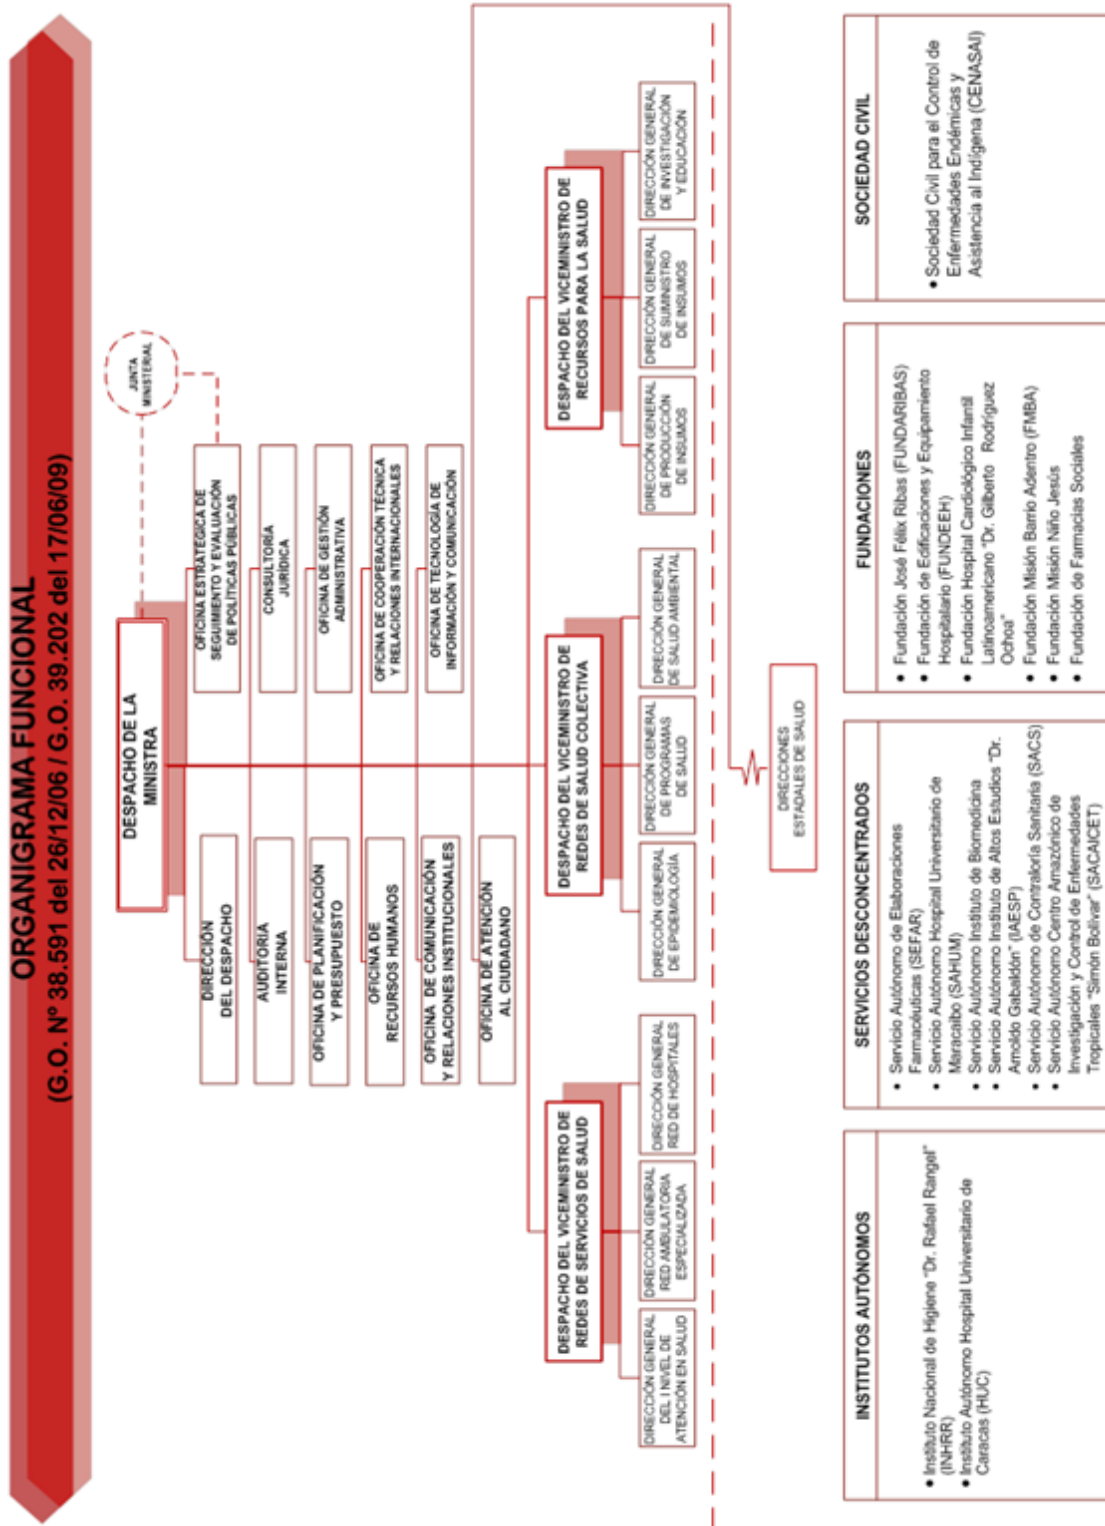 ORGANIGRAMA FUNCIONAL
(G.O. Nº 38.591 del 26/12/06 / G.O. 39.202 del 17/06/09)
DESPACHO DE LA
MINISTRA
JUNTA
MINISTERIAL
DIRECCION
DEL DESPACHO
OFICINA ESTRATÉGICA DE
SEGUIMIENTO Y EVALUACIÓN
DE POLÍTICAS PÚBLICAS
AUDITORIA
INTERNA
CONSULTORÍA
JURÍDICA
OFICINA DE PLANIFICACIÓN
Y PRESUPUESTO
OFICINA DE GESTIÓN
ADMINISTRATIVA
OFICINA DE
RECURSOS HUMANOS
OFICINA DE COOPERACIÓN TÉCNICA
Y RELACIONES INTERNACIONALES
OFICINA DE COMUNICACIÓN
Y RELACIONES INSTITUCIONALES
OFICINA DE TECNOLOGÍA DE
INFORMACIÓN Y COMUNICACIÓN
OFICINA DE ATENCIÓN
AL CIUDADANO
DESPACHO DEL VICEMINISTRO DE
REDES DE SERVICIOS DE SALUD
DIRECCIÓN GENERAL
DEL I NIVEL DE
ATENCIÓN EN SALUD
DIRECCIÓN GENERAL
RED AMBULATORIA
ESPECIALIZADA
DIRECCIÓN GENERAL
RED DE HOSPITALES
DESPACHO DEL VICEMINISTRO DE
REDES DE SALUD COLECTIVA
DIRECCIÓN GENERAL
DE EPIDEMIOLOGÍA
DIRECCIÓN GENERAL
DE PROGRAMAS
DE SALUD
DIRECCIÓN GENERAL
DE SALUD AMBIENTAL
DESPACHO DEL VICEMINISTRO DE
RECURSOS PARA LA SALUD
DIRECCIÓN GENERAL
DE PRODUCCIÓN
DE INSUMOS
DIRECCIÓN GENERAL
DE SUMINISTRO
DE INSUMOS
DIRECCIÓN GENERAL
DE INVESTIGACIÓN
Y EDUCACIÓN
DIRECCIONES
ESTADALES DE SALUD
INSTITUTOS AUTÓNOMOS
• Instituto Nacional de Higiene "Dr. Rafael Rangel"
(INHRR)
• Instituto Autónomo Hospital Universitario de
Caracas (HUC)
SERVICIOS DESCONCENTRADOS
• Servicio Autónomo de Elaboraciones
Farmacéuticas (SEFAR)
• Servicio Autónomo Hospital Universitario de
Maracaibo (SAHUM)
• Servicio Autónomo Instituto de Biomedicina
• Servicio Autónomo Instituto de Altos Estudios "Dr.
Arnoldo Gabaldón" (IAESP)
• Servicio Autónomo de Contraloría Sanitaria (SACS)
• Servicio Autónomo Centro Amazónico de
Investigación y Control de Enfermedades
Tropicales "Simón Bolívar" (SACAICET)
FUNDACIONES
• Fundación José Félix Ribas (FUNDARIBAS)
• Fundación de Edificaciones y Equipamiento
Hospitalario (FUNDEEH)
• Fundación Hospital Cardiológico Infantil
Latinoamericano "Dr. Gilberto Rodríguez
Ochoa"
• Fundación Misión Barrio Adentro (FMBA)
• Fundación Misión Niño Jesús
• Fundación de Farmacias Sociales
SOCIEDAD CIVIL
• Sociedad Civil para el Control de
Enfermedades Endémicas y
Asistencia al Indígena (CENASAI)